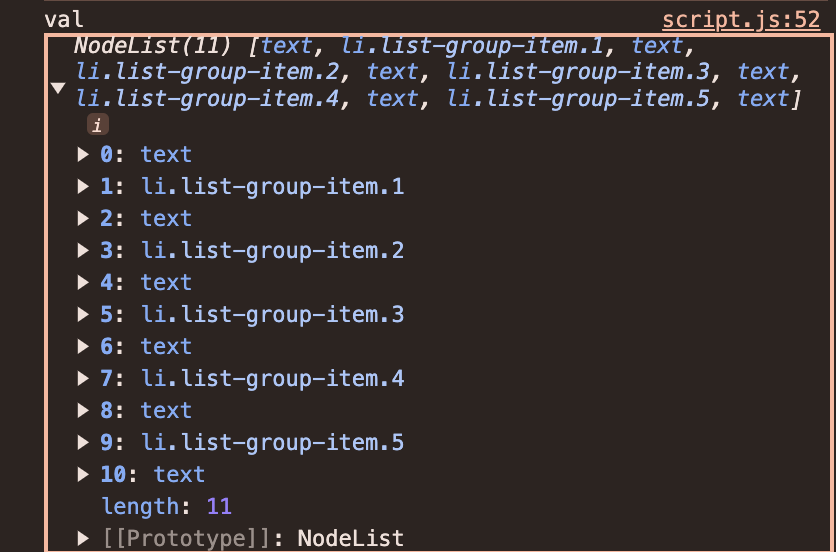 val script.js:52
NodeList(11) [text, li.list-group-item.1, text,
li.list-group-item.2, text, li.list-group-item.3, text,
▼ li.list-group-item.4, text, li.list-group-item.5, text]
i
▶ 0: text
▶ 1: li.list-group-item.1
▶ 2: text
▶ 3: li.list-group-item.2
▶ 4: text
▶ 5: li.list-group-item.3
▶ 6: text
▶ 7: li.list-group-item.4
▶ 8: text
▶ 9: li.list-group-item.5
▶ 10: text
length: 11
▶ [[Prototype]]: NodeList